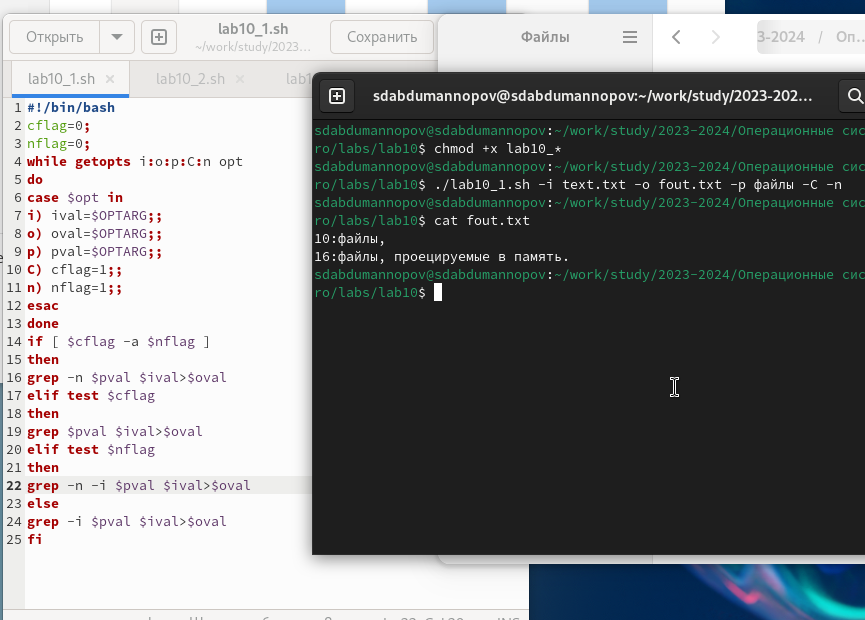 Открыть
lab10_1.sh
~/work/study/2023…
Сохранить
Файлы
3-2024 / Оп…
lab10_1.sh ×
lab10_2.sh ×
lab1
1 #!/bin/bash
2 cflag=0;
3 nflag=0;
4 while getopts i:o:p:C:n opt
5 do
6 case $opt in
7 i) ival=$OPTARG;;
8 o) oval=$OPTARG;;
9 p) pval=$OPTARG;;
10 C) cflag=1;;
11 n) nflag=1;;
12 esac
13 done
14 if [ $cflag -a $nflag ]
15 then
16 grep -n $pval $ival>$oval
17 elif test $cflag
18 then
19 grep $pval $ival>$oval
20 elif test $nflag
21 then
22 grep -n -i $pval $ival>$oval
23 else
24 grep -i $pval $ival>$oval
25 fi
sdabdumannopov@sdabdumannopov:~/work/study/2023-202...
sdabdumannopov@sdabdumannopov:~/work/study/2023-2024/Операционные сис
ro/labs/lab10$ chmod +x lab10_*
sdabdumannopov@sdabdumannopov:~/work/study/2023-2024/Операционные сис
ro/labs/lab10$ ./lab10_1.sh -i text.txt -o fout.txt -p файлы -C -n
sdabdumannopov@sdabdumannopov:~/work/study/2023-2024/Операционные сис
ro/labs/lab10$ cat fout.txt
10:файлы,
16:файлы, проецируемые в память.
sdabdumannopov@sdabdumannopov:~/work/study/2023-2024/Операционные сис
ro/labs/lab10$